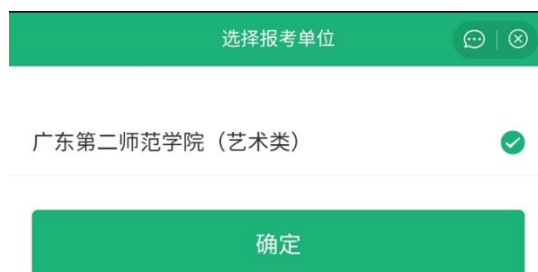 选择报考单位
广东第二师范学院（艺术类）
确定